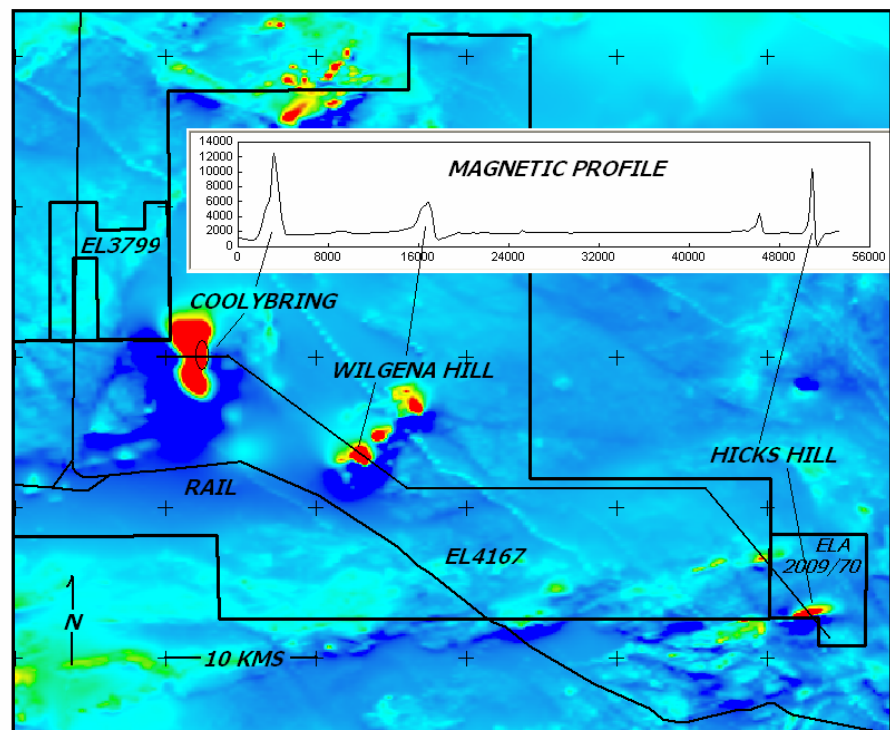 MAGNETIC PROFILE
14000
12000
10000
8000
6000
4000
2000
0
0
8000
16000
24000
32000
40000
48000
56000
EL3799
COOLYBRING
WILGENA HILL
HICKS HILL
RAIL
EL4167
ELA
2009/70
N
10 KMS